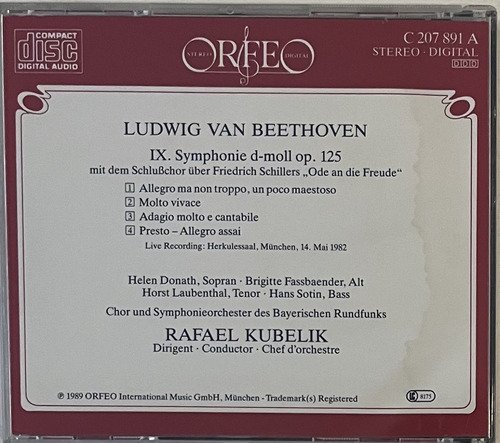 COMPACT
disc
DIGITAL AUDIO
STEREO ORFEO DIGITAL
C 207 891 A
STEREO · DIGITAL
DDD
LUDWIG VAN BEETHOVEN
IX. Symphonie d-moll op. 125
mit dem Schlußchor über Friedrich Schillers „Ode an die Freude“
1 Allegro ma non troppo, un poco maestoso
2 Molto vivace
3 Adagio molto e cantabile
4 Presto – Allegro assai
Live Recording: Herkulessaal, München, 14. Mai 1982
Helen Donath, Sopran · Brigitte Fassbaender, Alt
Horst Laubenthal, Tenor · Hans Sotin, Bass
Chor und Symphonieorchester des Bayerischen Rundfunks
RAFAEL KUBELIK
Dirigent · Conductor · Chef d'orchestre
℗ 1989 ORFEO International Music GmbH, München · Trademark(s) Registered
8175